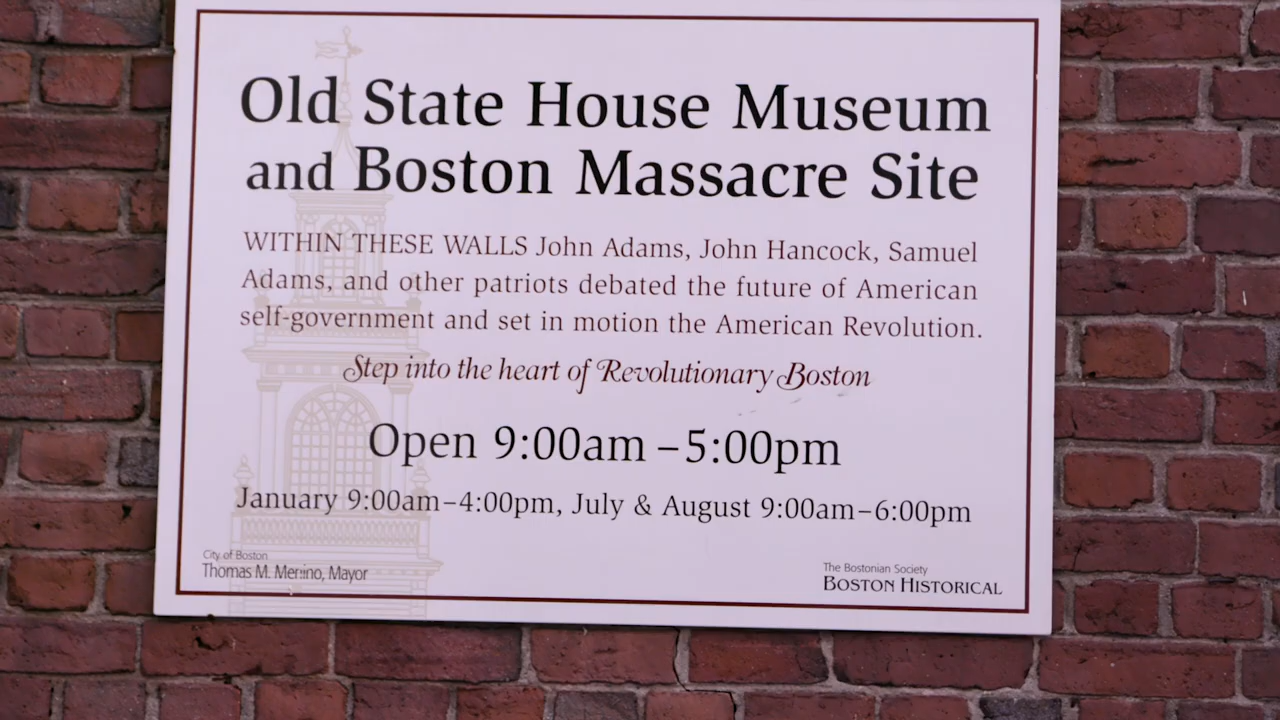 Old State House Museum
and Boston Massacre Site
WITHIN THESE WALLS John Adams, John Hancock, Samuel
Adams, and other patriots debated the future of American
self-government and set in motion the American Revolution.
Step into the heart of Revolutionary Boston
Open 9:00am–5:00pm
January 9:00am–4:00pm, July & August 9:00am–6:00pm
City of Boston
Thomas M. Menino, Mayor
The Bostonian Society
BOSTON HISTORICAL